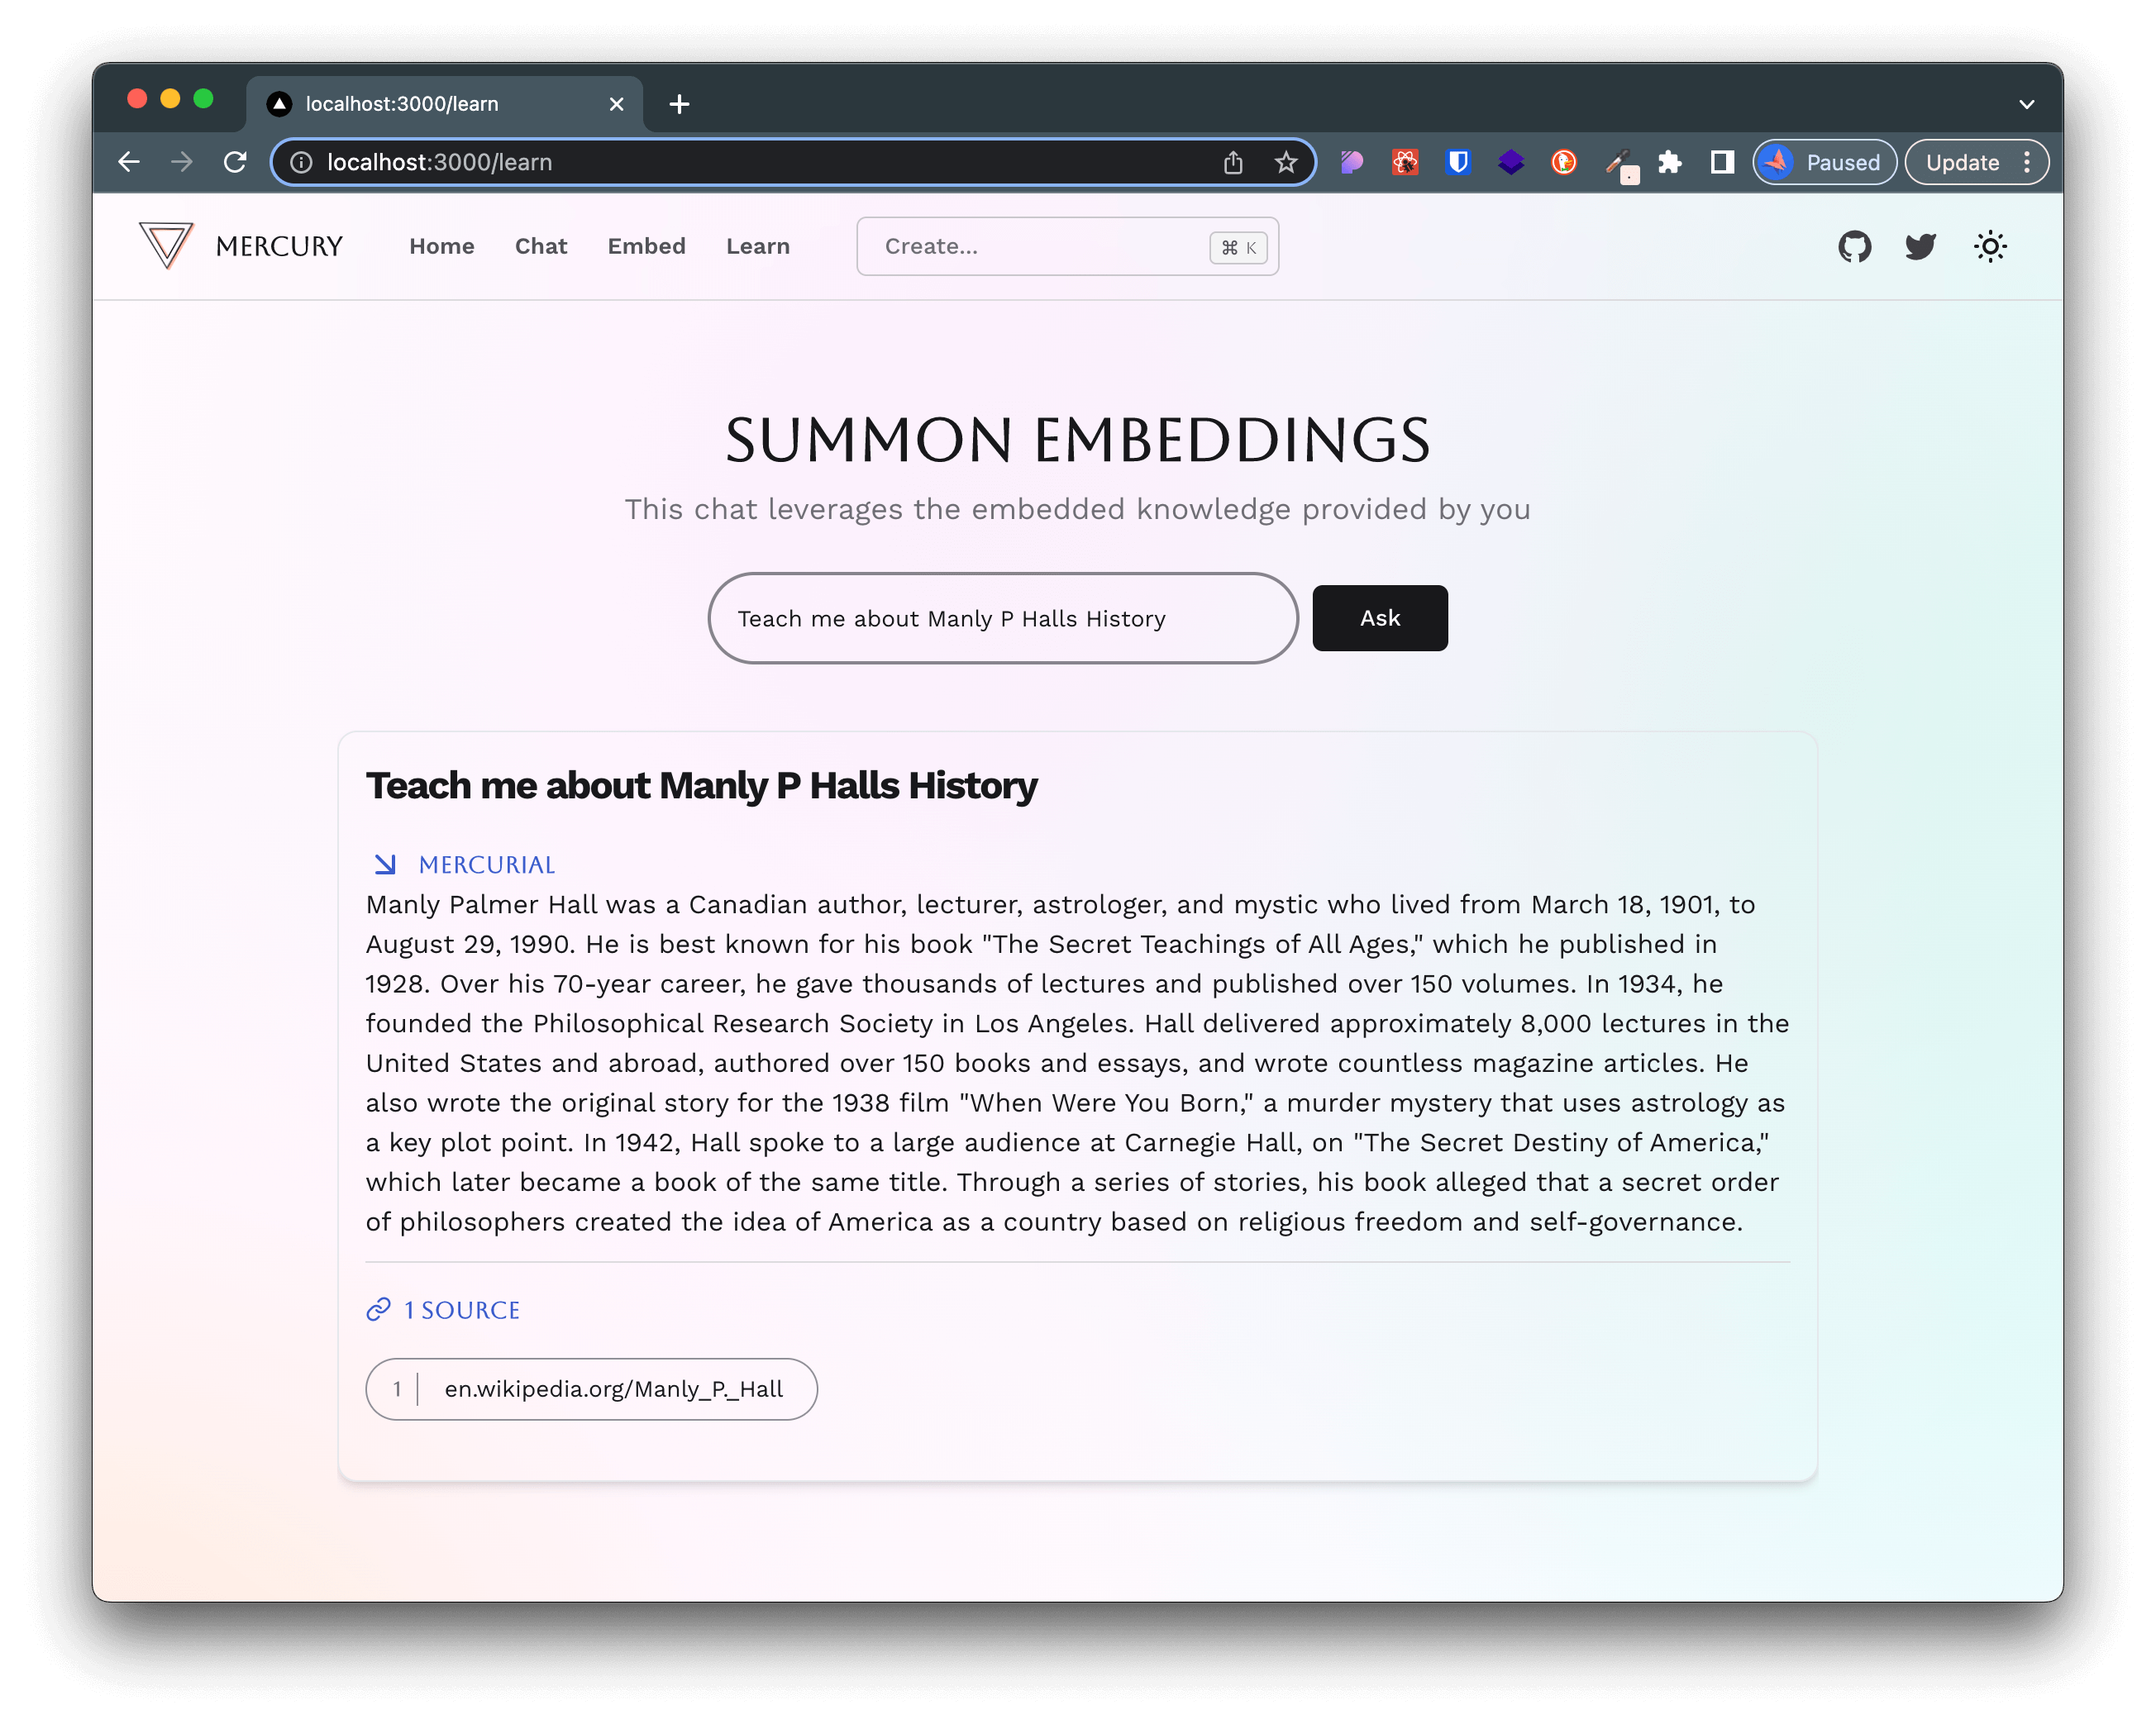 localhost:3000/learn
localhost:3000/learn
Paused
Update
MERCURY
Home
Chat
Embed
Learn
Create...
⌘ K
SUMMON EMBEDDINGS
This chat leverages the embedded knowledge provided by you
Teach me about Manly P Halls History
Ask
Teach me about Manly P Halls History
MERCURIAL
Manly Palmer Hall was a Canadian author, lecturer, astrologer, and mystic who lived from March 18, 1901, to
August 29, 1990. He is best known for his book "The Secret Teachings of All Ages," which he published in
1928. Over his 70-year career, he gave thousands of lectures and published over 150 volumes. In 1934, he
founded the Philosophical Research Society in Los Angeles. Hall delivered approximately 8,000 lectures in the
United States and abroad, authored over 150 books and essays, and wrote countless magazine articles. He
also wrote the original story for the 1938 film "When Were You Born," a murder mystery that uses astrology as
a key plot point. In 1942, Hall spoke to a large audience at Carnegie Hall, on "The Secret Destiny of America,"
which later became a book of the same title. Through a series of stories, his book alleged that a secret order
of philosophers created the idea of America as a country based on religious freedom and self-governance.
1 SOURCE
1 en.wikipedia.org/Manly_P._Hall